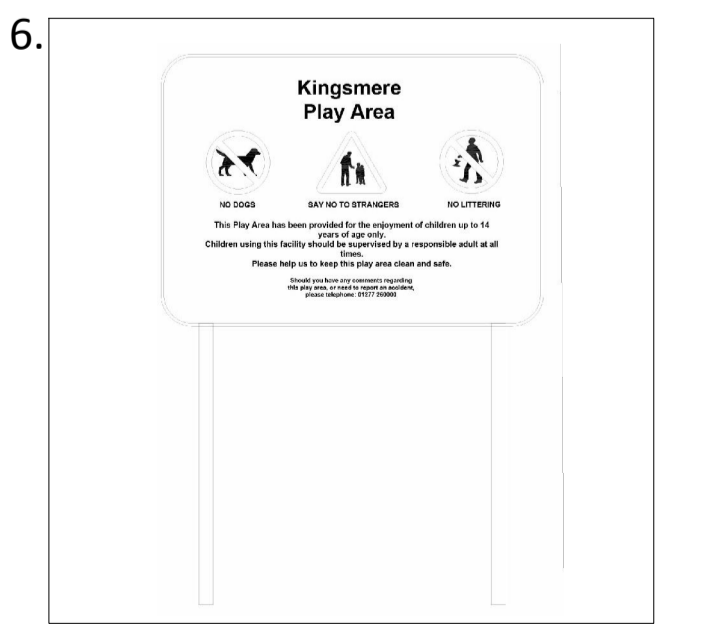 6.
Kingsmere
Play Area
NO DOGS
SAY NO TO STRANGERS
NO LITTERING
This Play Area has been provided for the enjoyment of children up to 14
years of age only.
Children using this facility should be supervised by a responsible adult at all
times.
Please help us to keep this play area clean and safe.
Should you have any comments regarding
this play area, or need to report an accident,
please telephone: 01377 250000